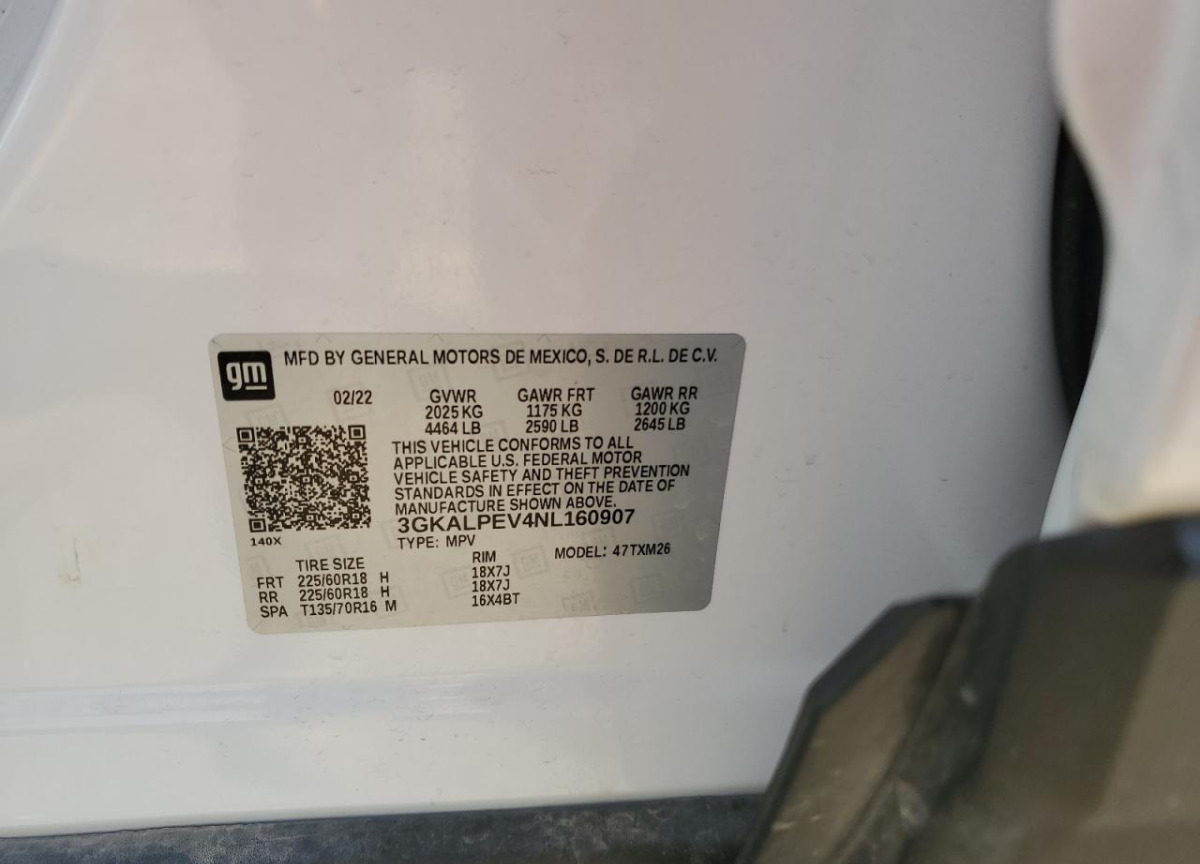 gm
MFD BY GENERAL MOTORS DE MEXICO, S. DE R.L. DE C.V.
02/22 GVWR GAWR FRT GAWR RR
2025 KG 1175 KG 1200 KG
4464 LB 2590 LB 2645 LB
THIS VEHICLE CONFORMS TO ALL
APPLICABLE U.S. FEDERAL MOTOR
VEHICLE SAFETY AND THEFT PREVENTION
STANDARDS IN EFFECT ON THE DATE OF
MANUFACTURE SHOWN ABOVE.
3GKALPEV4NL160907
140X
TYPE: MPV MODEL: 47TXM26
TIRE SIZE RIM
FRT 225/60R18 H 18X7J
RR 225/60R18 H 18X7J
SPA T135/70R16 M 16X4BT